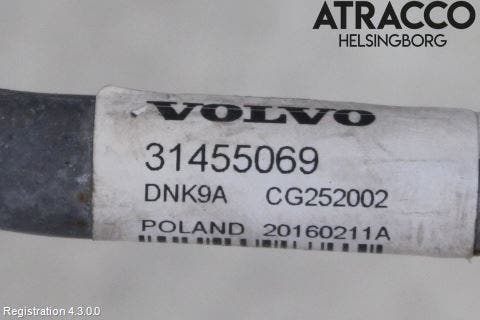 ATRACCO
HELSINGBORG
VOLVO
31455069
DNK9A CG252002
POLAND 20160211A
Registration 4.3.0.0